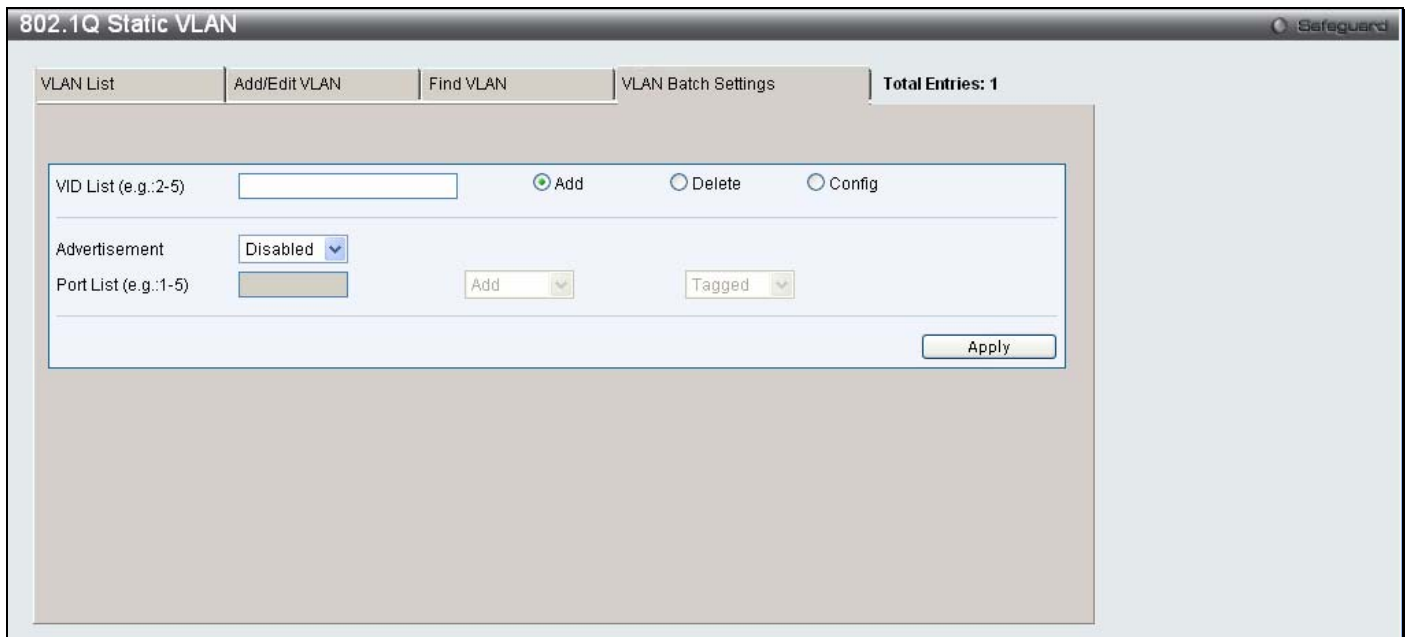 802.1Q Static VLAN
Safeguard
VLAN List
Add/Edit VLAN
Find VLAN
VLAN Batch Settings
Total Entries: 1
VID List (e.g.:2-5)
Add
Delete
Config
Advertisement
Disabled
Port List (e.g.:1-5)
Add
Tagged
Apply